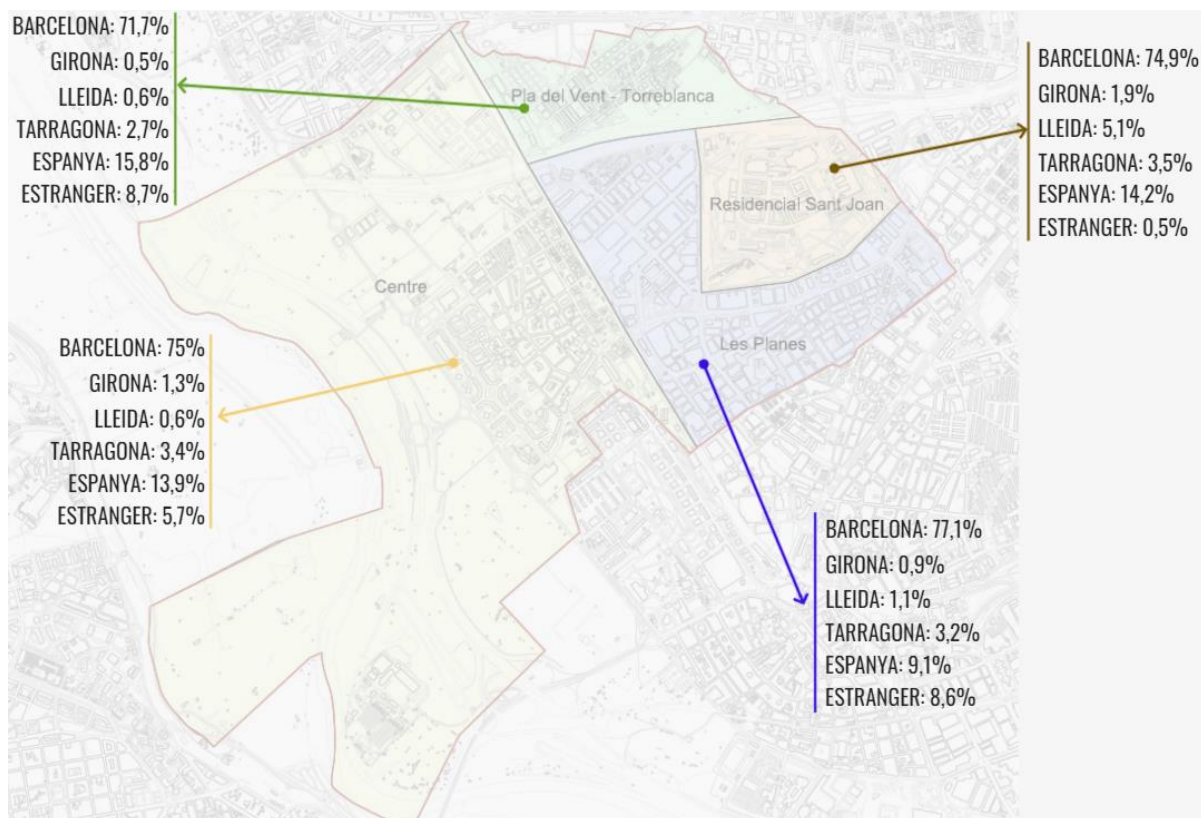 BARCELONA: 71,7%
GIRONA: 0,5%
LLEIDA: 0,6%
TARRAGONA: 2,7%
ESPANYA: 15,8%
ESTRANGER: 8,7%
Pla del Vent - Torreblanca
BARCELONA: 74,9%
GIRONA: 1,9%
LLEIDA: 5,1%
TARRAGONA: 3,5%
ESPANYA: 14,2%
ESTRANGER: 0,5%
Residencial Sant Joan
Centre
BARCELONA: 75%
GIRONA: 1,3%
LLEIDA: 0,6%
TARRAGONA: 3,4%
ESPANYA: 13,9%
ESTRANGER: 5,7%
Les Planes
BARCELONA: 77,1%
GIRONA: 0,9%
LLEIDA: 1,1%
TARRAGONA: 3,2%
ESPANYA: 9,1%
ESTRANGER: 8,6%